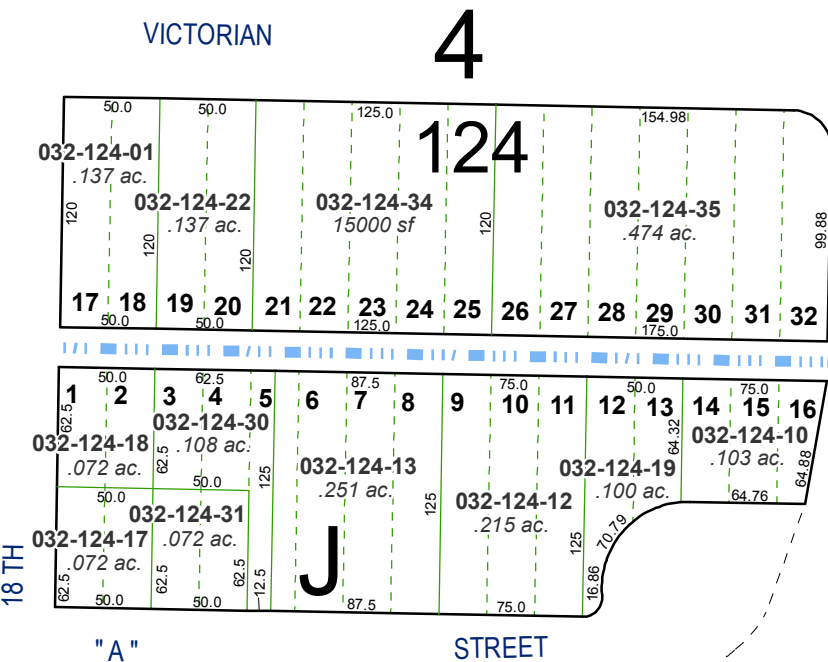 VICTORIAN
4
50.0 50.0 125.0 154.98
124
032-124-01
.137 ac.
032-124-22
.137 ac.
032-124-34
15000 sf
032-124-35
.474 ac.
120 120 120 120 99.88
17 18 19 20 21 22 23 24 25 26 27 28 29 30 31 32
50.0 50.0 125.0 175.0
50.0 62.5 87.5 75.0 50.0 75.0
1 2 3 4 5 6 7 8 9 10 11 12 13 14 15 16
62.5 62.5 125 125 125 64.32 64.88
032-124-18
.072 ac.
032-124-30
.108 ac.
032-124-13
.251 ac.
032-124-12
.215 ac.
032-124-19
.100 ac.
032-124-10
.103 ac.
50.0 50.0 64.76
032-124-17
.072 ac.
032-124-31
.072 ac.
J
70.79
16.86
62.5 62.5 62.5 12.5
50.0 50.0 87.5 75.0
18 TH
"A" STREET